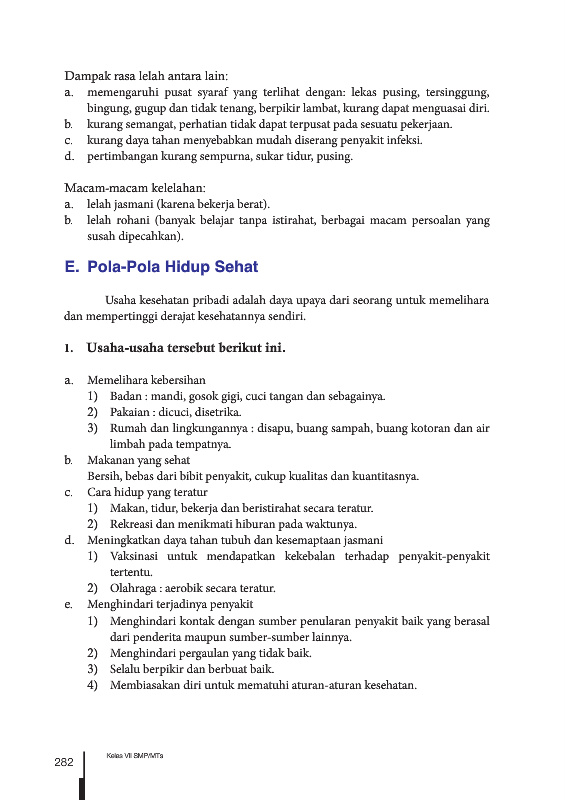 Dampak rasa lelah antara lain:
a. memengaruhi pusat syaraf yang terlihat dengan: lekas pusing, tersinggung,
bingung, gugup dan tidak tenang, berpikir lambat, kurang dapat menguasai diri.
b. kurang semangat, perhatian tidak dapat terpusat pada sesuatu pekerjaan.
c. kurang daya tahan menyebabkan mudah diserang penyakit infeksi.
d. pertimbangan kurang sempurna, sukar tidur, pusing.
Macam-macam kelelahan:
a. lelah jasmani (karena bekerja berat).
b. lelah rohani (banyak belajar tanpa istirahat, berbagai macam persoalan yang
susah dipecahkan).
E. Pola-Pola Hidup Sehat
Usaha kesehatan pribadi adalah daya upaya dari seorang untuk memelihara
dan mempertinggi derajat kesehatannya sendiri.
1. Usaha-usaha tersebut berikut ini.
a. Memelihara kebersihan
1) Badan : mandi, gosok gigi, cuci tangan dan sebagainya.
2) Pakaian : dicuci, disetrika.
3) Rumah dan lingkungannya : disapu, buang sampah, buang kotoran dan air
limbah pada tempatnya.
b. Makanan yang sehat
Bersih, bebas dari bibit penyakit, cukup kualitas dan kuantitasnya.
c. Cara hidup yang teratur
1) Makan, tidur, bekerja dan beristirahat secara teratur.
2) Rekreasi dan menikmati hiburan pada waktunya.
d. Meningkatkan daya tahan tubuh dan kesemaptaan jasmani
1) Vaksinasi untuk mendapatkan kekebalan terhadap penyakit-penyakit
tertentu.
2) Olahraga : aerobik secara teratur.
e. Menghindari terjadinya penyakit
1) Menghindari kontak dengan sumber penularan penyakit baik yang berasal
dari penderita maupun sumber-sumber lainnya.
2) Menghindari pergaulan yang tidak baik.
3) Selalu berpikir dan berbuat baik.
4) Membiasakan diri untuk mematuhi aturan-aturan kesehatan.
282
Kelas VII SMP/MTs